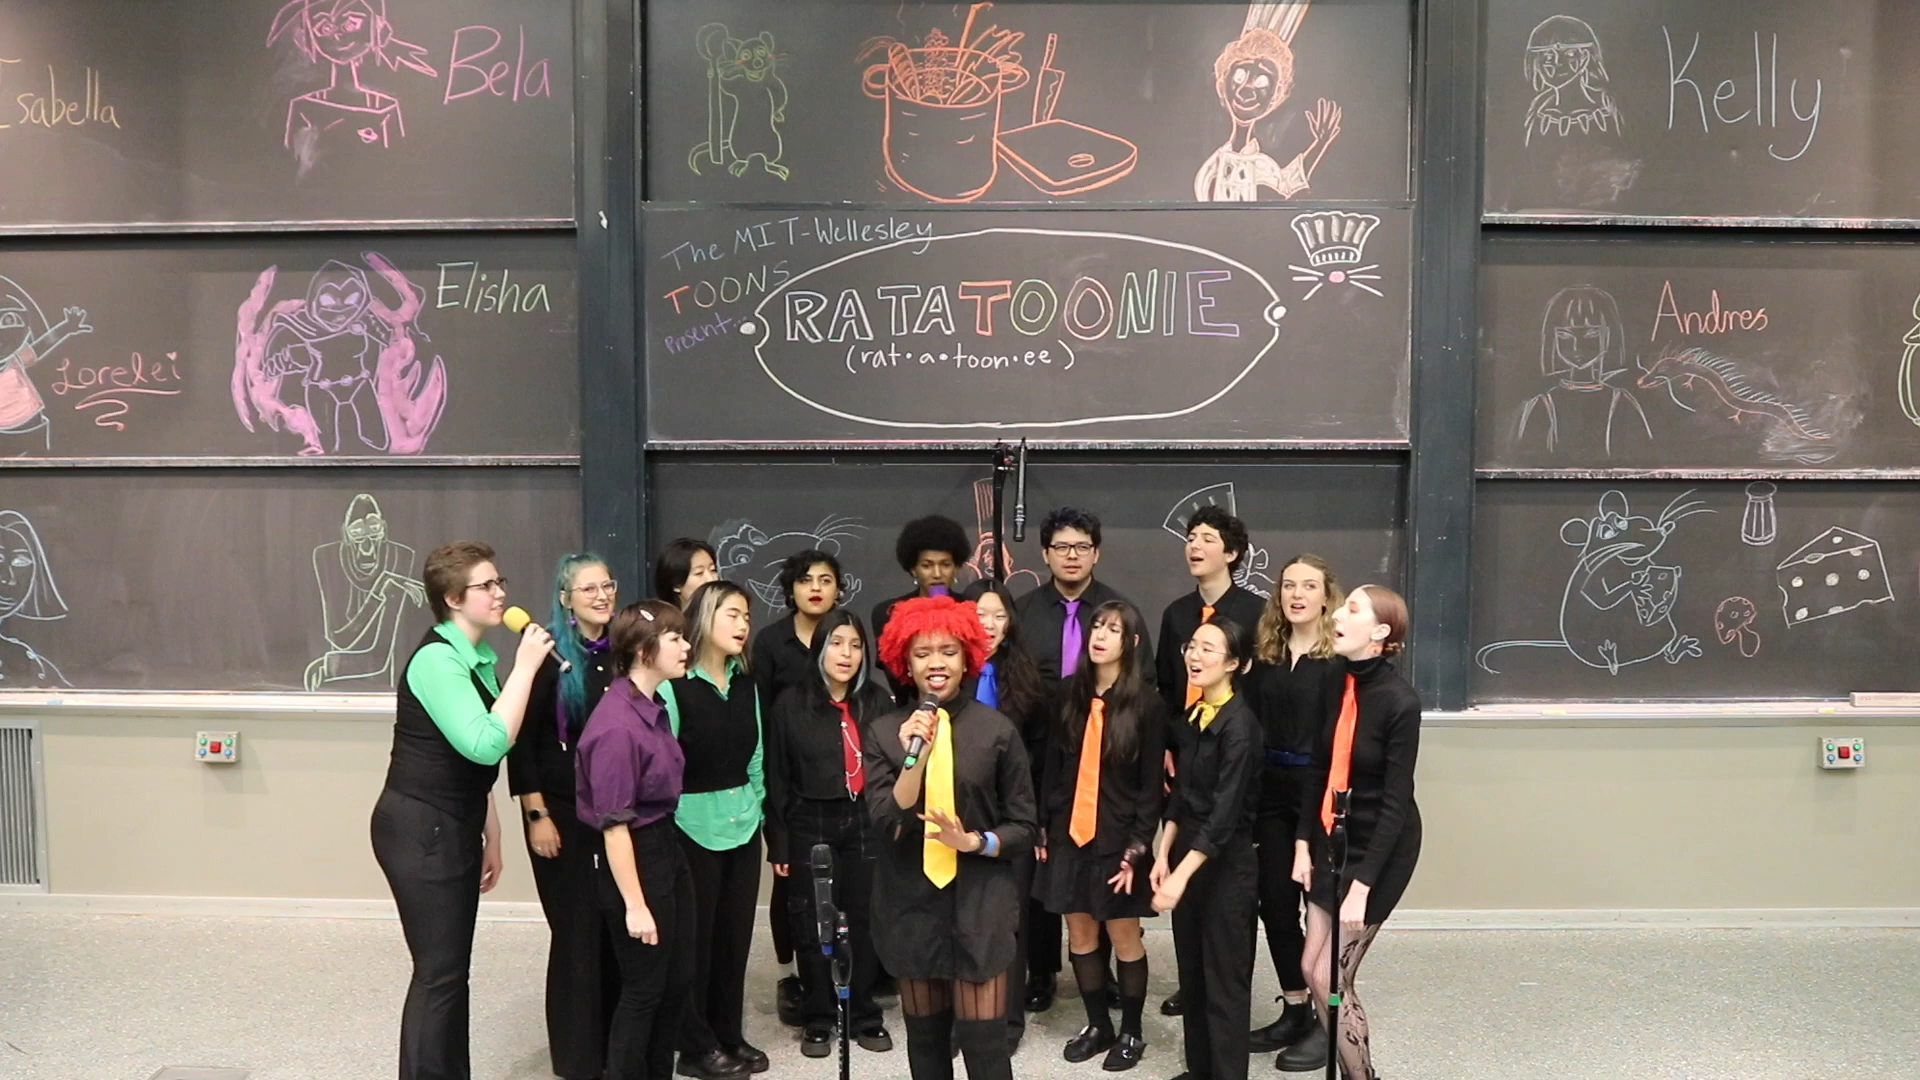 Isabella
Bela
Kelly
The MIT-Wellesley
TOONS
present...
RATATOONIE
(rat•a•toon•ee)
Lorelei
Elisha
Andres